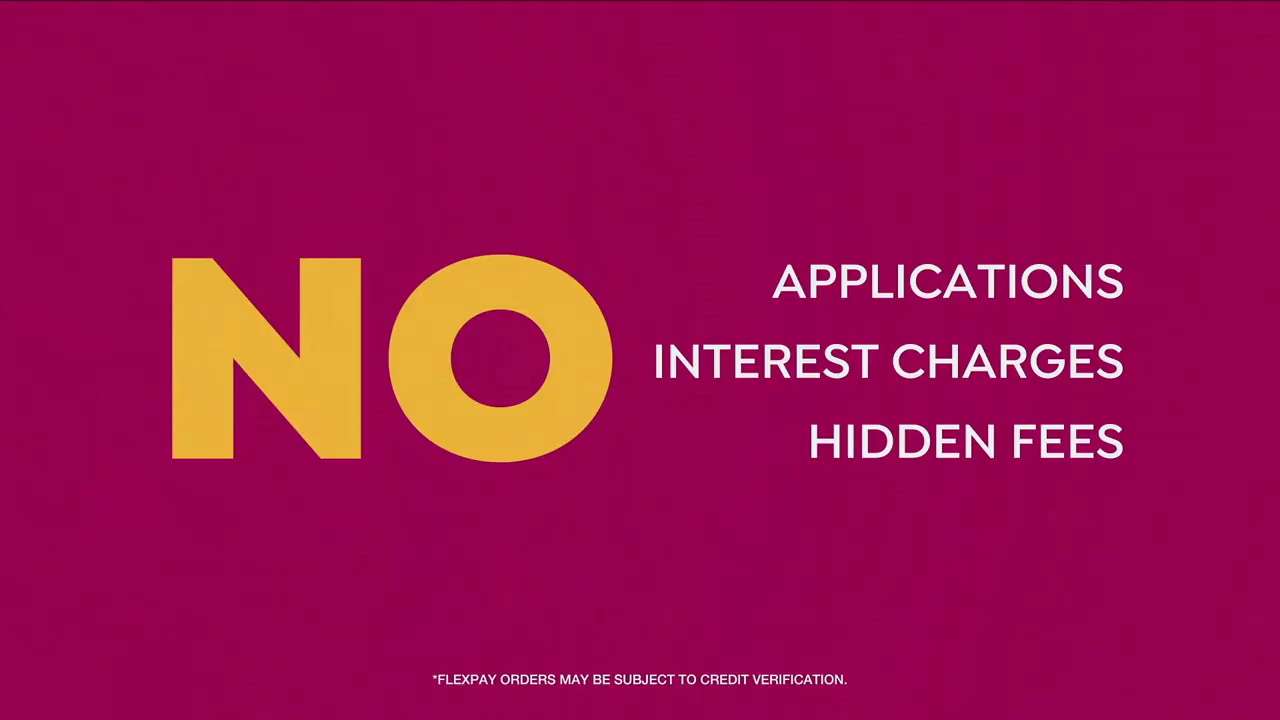 NO
APPLICATIONS
INTEREST CHARGES
HIDDEN FEES
*FLEXPAY ORDERS MAY BE SUBJECT TO CREDIT VERIFICATION.